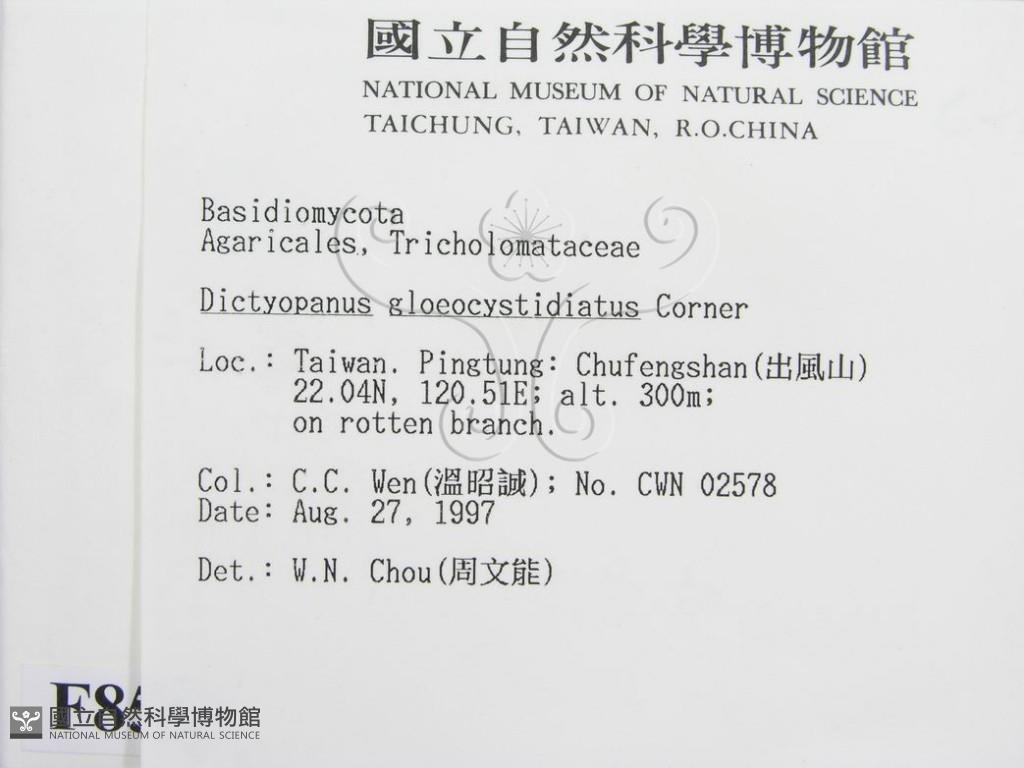 國立自然科學博物館
NATIONAL MUSEUM OF NATURAL SCIENCE
TAICHUNG, TAIWAN, R.O.CHINA
Basidiomycota
Agaricales, Tricholomataceae
Dictyopanus gloeocystidiatus Corner
Loc.: Taiwan. Pingtung: Chufengshan(出風山)
22.04N, 120.51E; alt. 300m;
on rotten branch.
Col.: C.C. Wen(溫昭誠); No. CWN 02578
Date: Aug. 27, 1997
Det.: W.N. Chou(周文能)
國立自然科學博物館
NATIONAL MUSEUM OF NATURAL SCIENCE